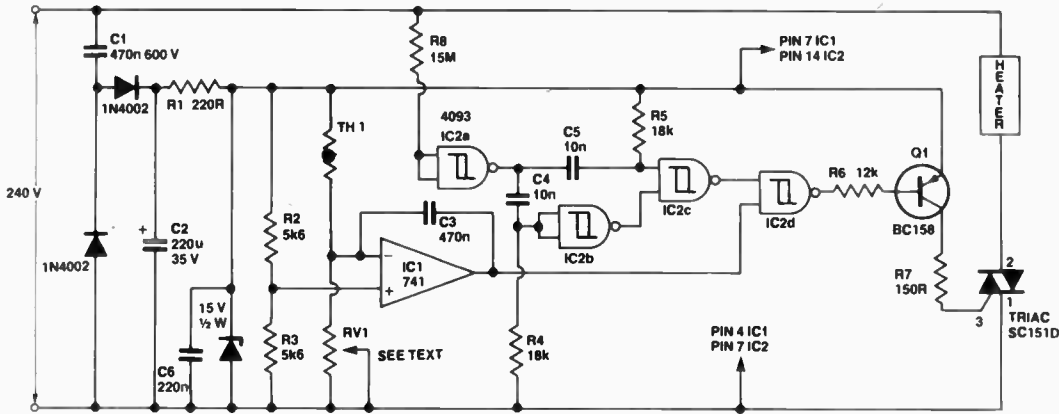 C1
470n 600 V
1N4002
R1 220R
R8
15M
4093
IC2a
PIN 7 IC1
PIN 14 IC2
HEATER
TH 1
C5
10n
R5
18k
C4
10n
IC2c
IC2d
R6 12k
Q1
BC158
240 V
1N4002
+
C2
220u
35 V
R2
5k6
C3
470n
IC2b
−
+
IC1
741
R7
150R
2
1
3
TRIAC
SC151D
15 V
½ W
C6
220n
R3
5k6
RV1
SEE TEXT
R4
18k
PIN 4 IC1
PIN 7 IC2